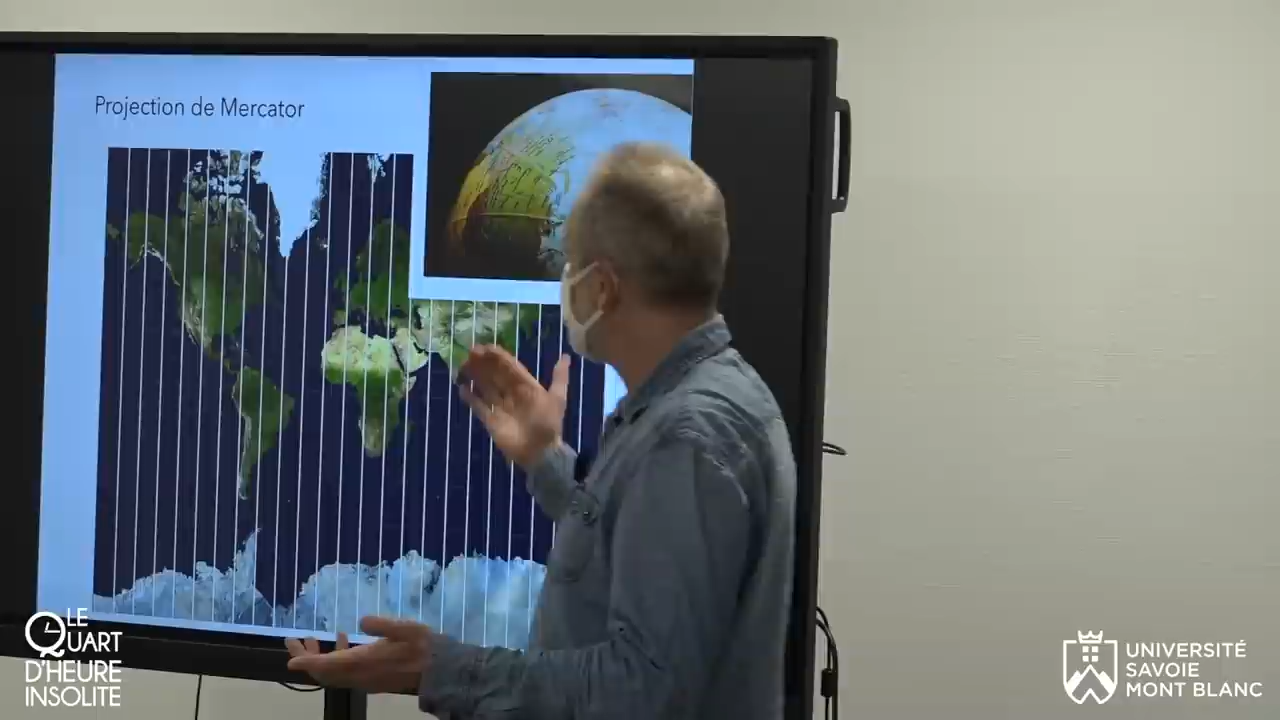 Projection de Mercator
LE
QUART
D'HEURE
INSOLITE
UNIVERSITÉ
SAVOIE
MONT BLANC